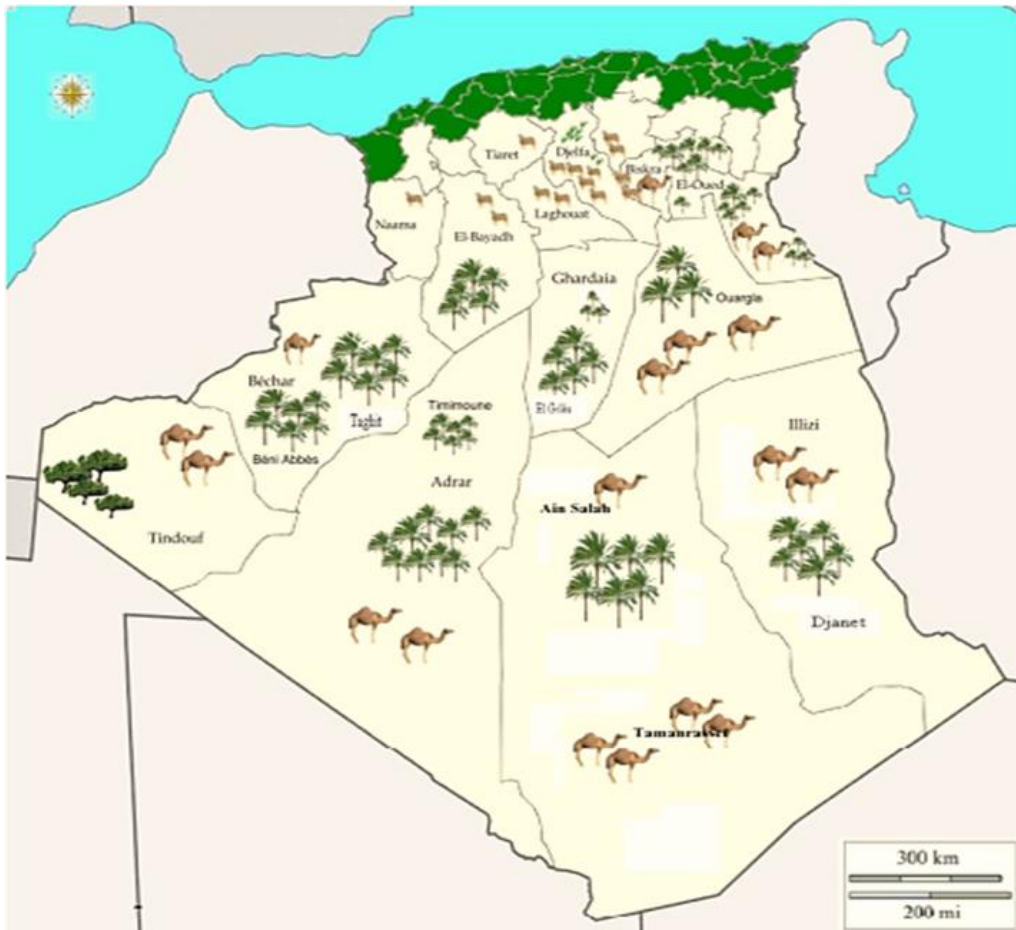 Tiaret
Djelfa
Biskra
El-Oued
Naama
El-Bayadh
Laghouat
Ghardaia
Ouargla
Béchar
Taghit
Timimoune
El Goléa
Illizi
Béni Abbès
Adrar
Ain Salah
Tindouf
Djanet
Tamanrasset
300 km
200 mi